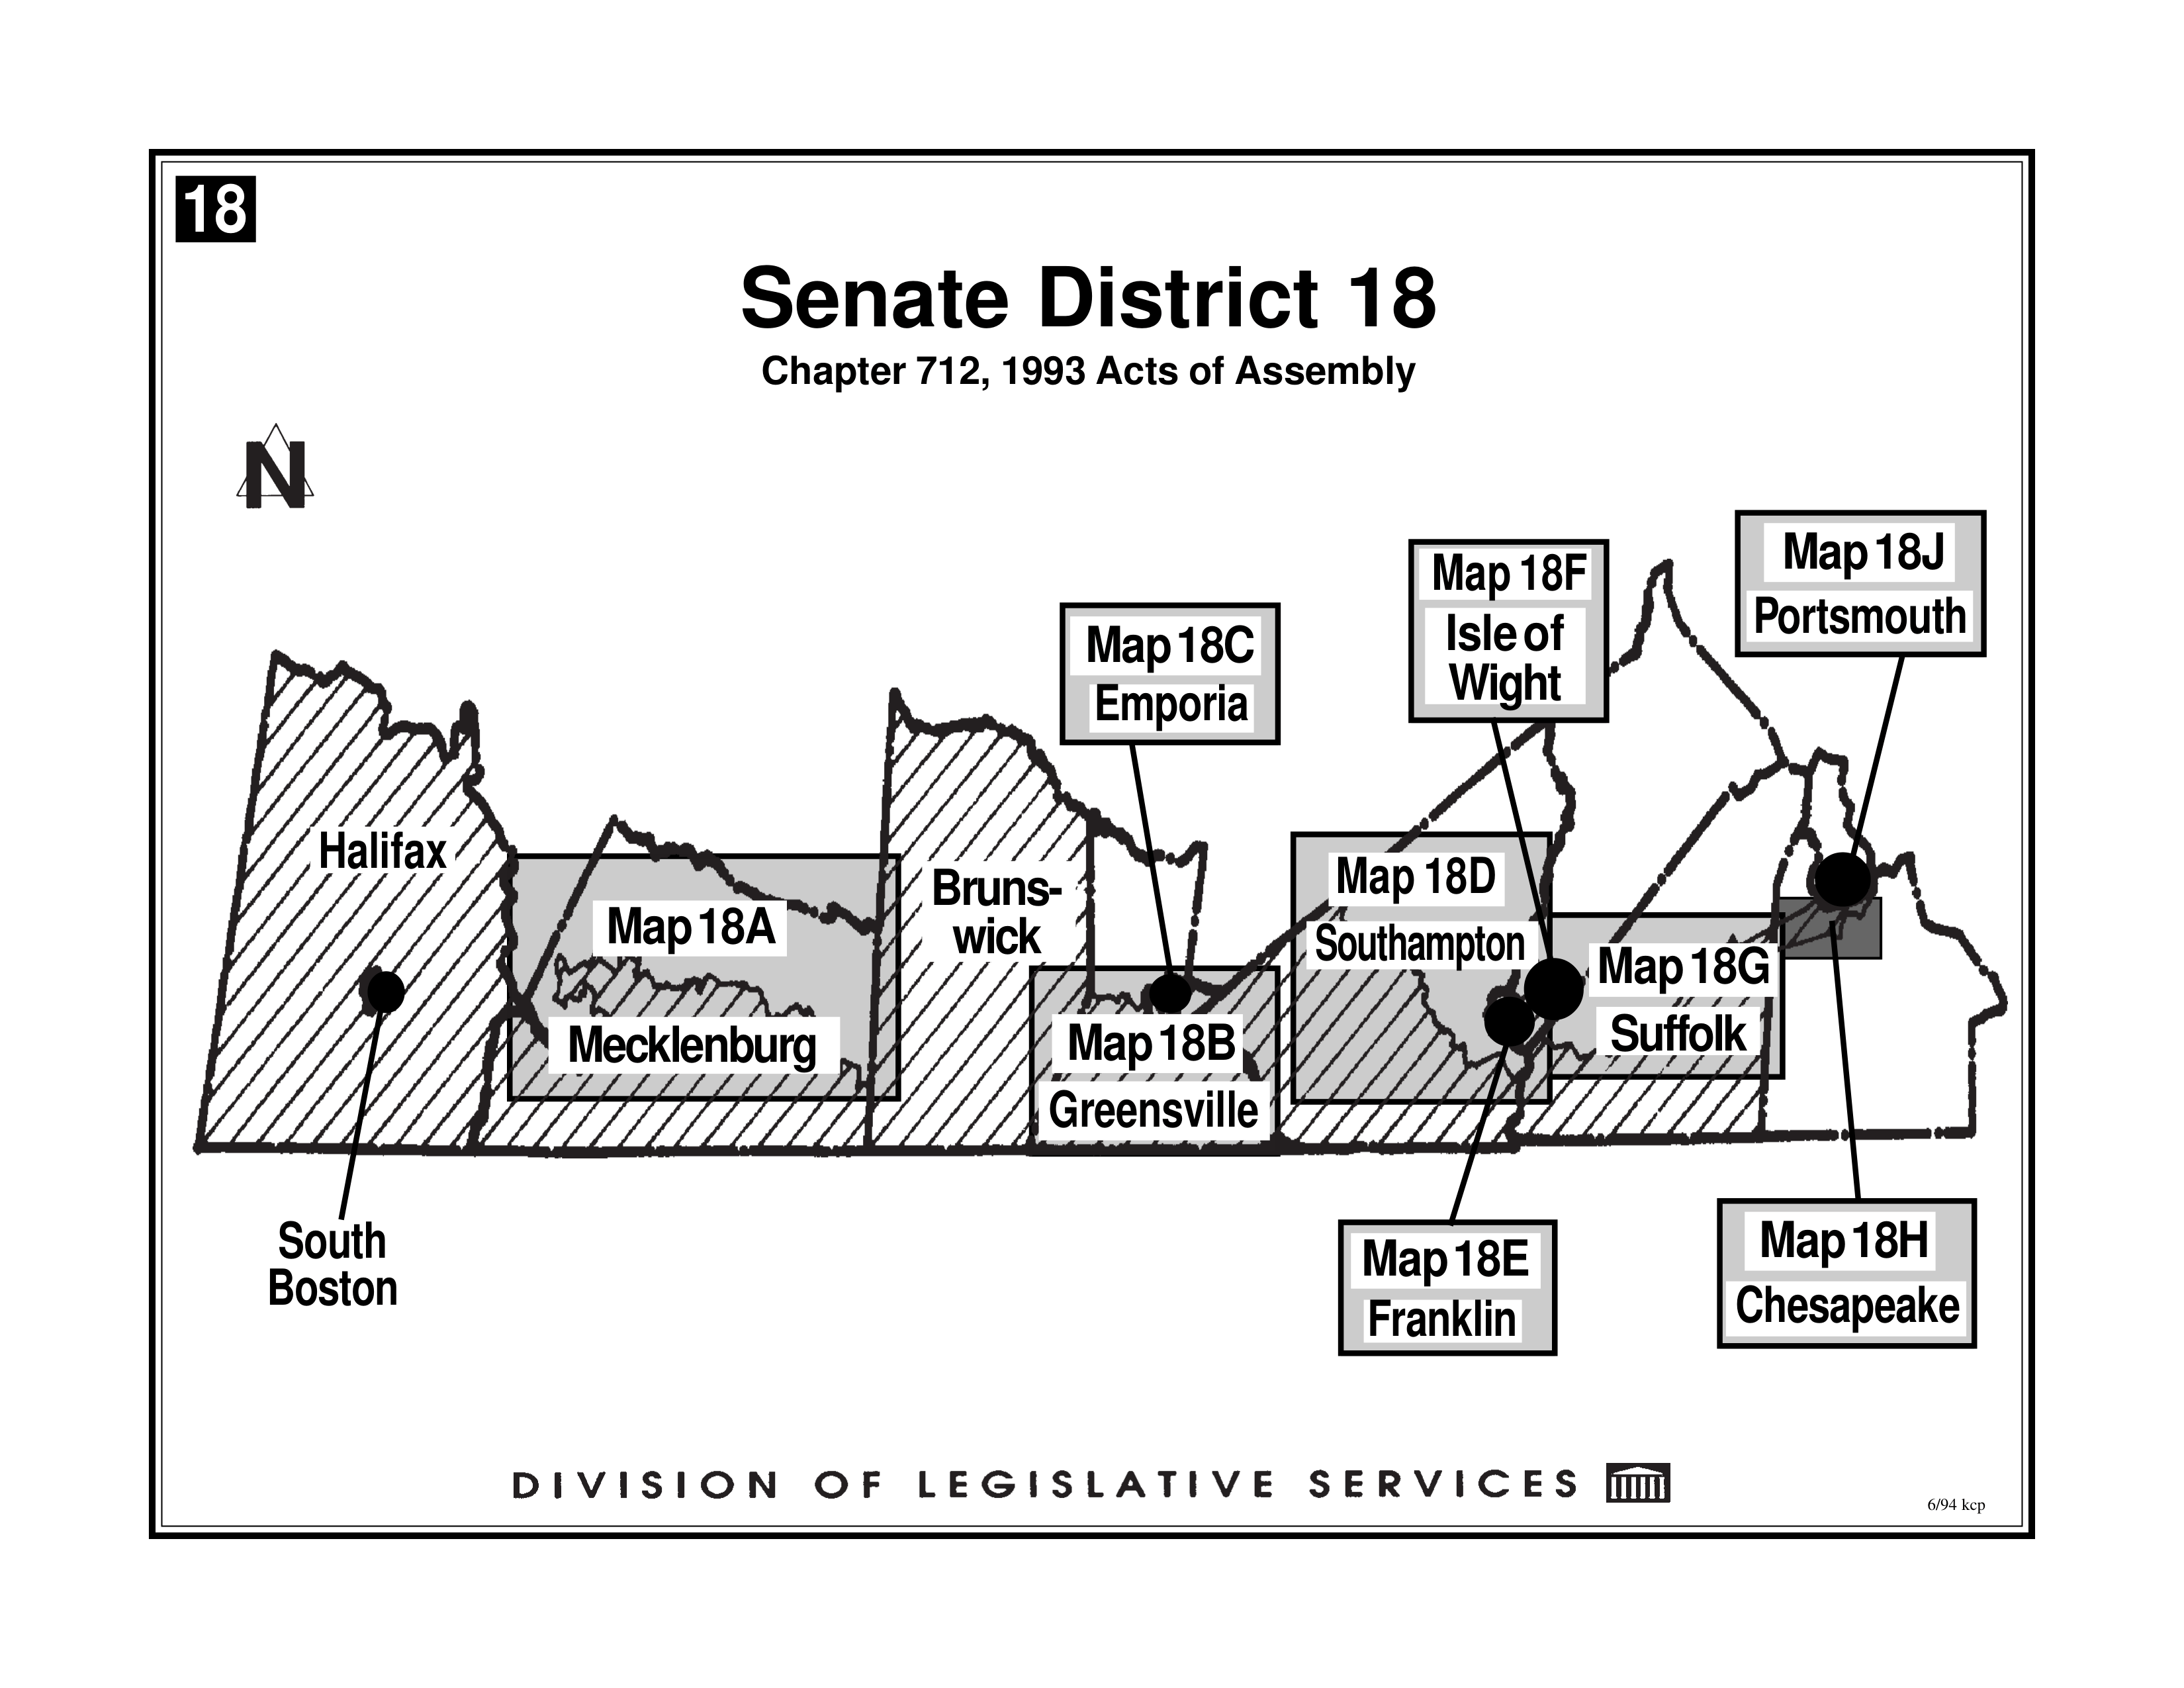 18
Senate District 18
Chapter 712, 1993 Acts of Assembly
N
Map 18J
Portsmouth
Map 18F
Isle of
Wight
Map 18C
Emporia
Halifax
Map 18A
Mecklenburg
Bruns-
wick
Map 18B
Greensville
Map 18D
Southampton
Map 18G
Suffolk
South
Boston
Map 18E
Franklin
Map 18H
Chesapeake
DIVISION OF LEGISLATIVE SERVICES
6/94 kcp